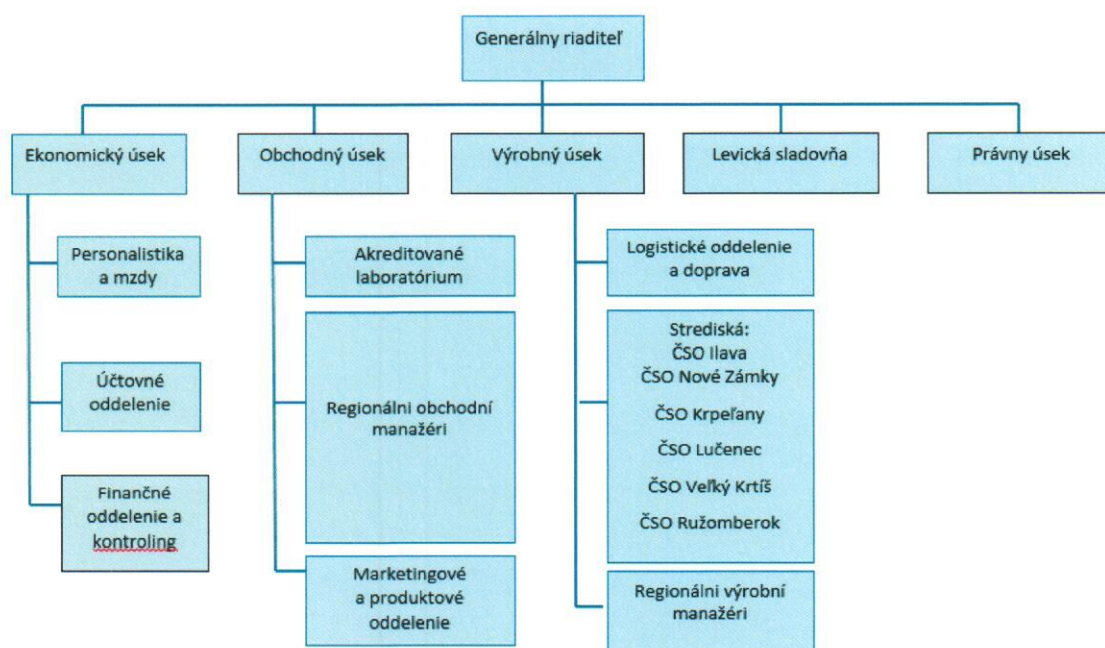 Generálny riaditeľ
Ekonomický úsek
Obchodný úsek
Výrobný úsek
Levická sladovňa
Právny úsek
Personalistika
a mzdy
Účtovné
oddelenie
Finančné
oddelenie a
kontroling
Akreditované
laboratórium
Regionálni obchodní
manažéri
Marketingové
a produktové
oddelenie
Logistické oddelenie
a doprava
Strediská:
ČSO Ilava
ČSO Nové Zámky
ČSO Krpeľany
ČSO Lučenec
ČSO Veľký Krtíš
ČSO Ružomberok
Regionálni výrobní
manažéri